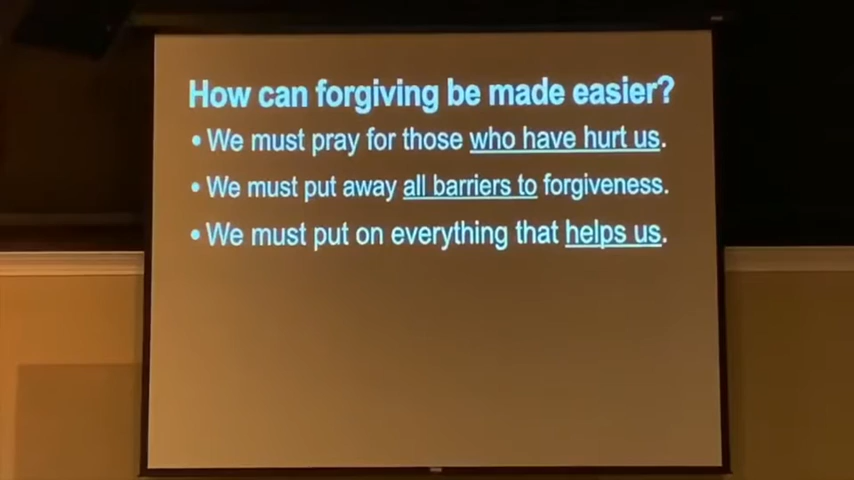 How can forgiving be made easier?
• We must pray for those who have hurt us.
• We must put away all barriers to forgiveness.
• We must put on everything that helps us.